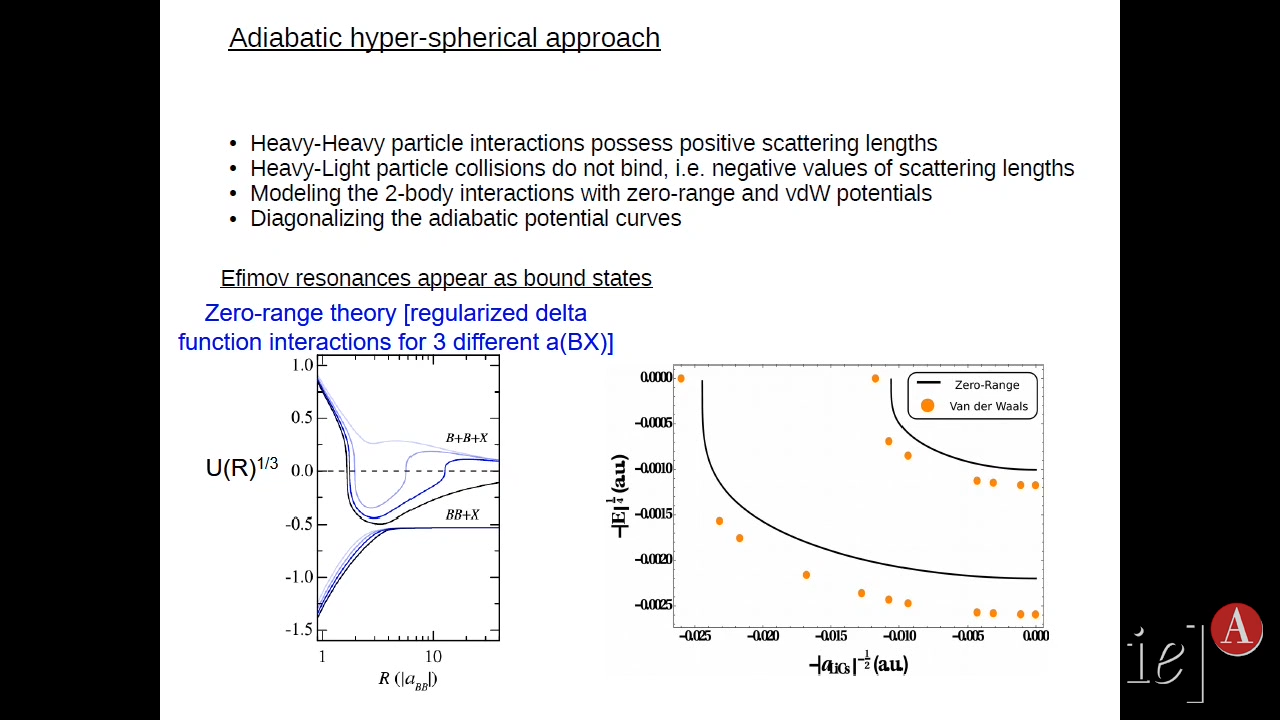 Adiabatic hyper-spherical approach
• Heavy-Heavy particle interactions possess positive scattering lengths
• Heavy-Light particle collisions do not bind, i.e. negative values of scattering lengths
• Modeling the 2-body interactions with zero-range and vdW potentials
• Diagonalizing the adiabatic potential curves
Efimov resonances appear as bound states
Zero-range theory [regularized delta
function interactions for 3 different a(BX)]
1.0
0.5
0.0
-0.5
-1.0
-1.5
U(R)1/3
B+B+X
BB+X
1 10
R (|aBB|)
Zero-Range
Van der Waals
0.0000
−0.0005
−0.0010
−0.0015
−0.0020
−0.0025
−|E|1/4 (a.u.)
−0.025 −0.020 −0.015 −0.010 −0.005 0.000
−|aLiCs|−1/2 (a.u.)
ie]
A